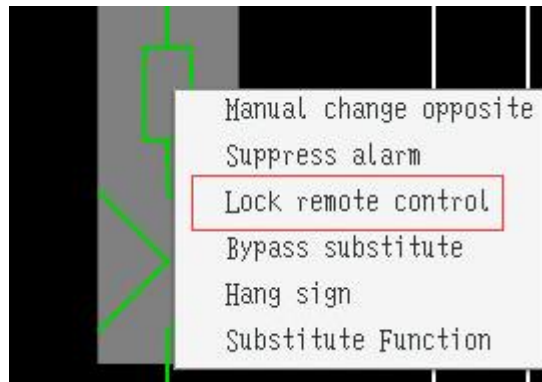 Manual change opposite
Suppress alarm
Lock remote control
Bypass substitute
Hang sign
Substitute Function